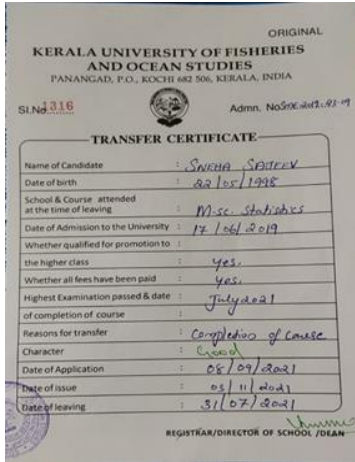 ORIGINAL
KERALA UNIVERSITY OF FISHERIES
AND OCEAN STUDIES
PANANGAD, P.O., KOCHI 682 506, KERALA, INDIA
Sl.No 1316 Admn. No
TRANSFER CERTIFICATE
Name of Candidate : SNEHA SAJEEV
Date of birth : 22/05/1998
School & Course attended
at the time of leaving : M.sc. Statistics
Date of Admission to the University : 17/06/2019
Whether qualified for promotion to :
the higher class : yes.
Whether all fees have been paid : yes.
Highest Examination passed & date : July 2021
of completion of course :
Reasons for transfer : Completion of Course
Character : Good
Date of Application : 08/09/2021
Date of issue : 03/11/2021
Date of leaving : 31/07/2021
REGISTRAR/DIRECTOR OF SCHOOL /DEAN